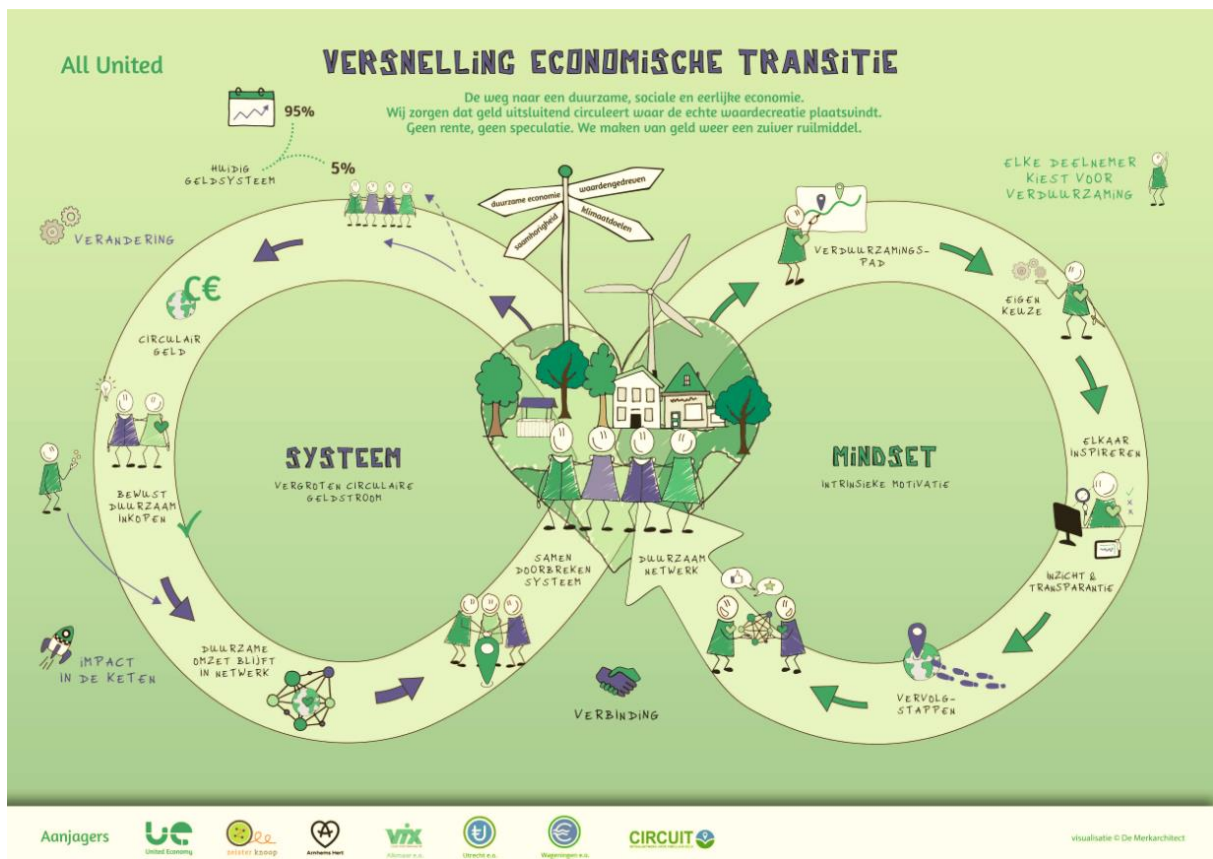 All United
VERSNELLING ECONOMISCHE TRANSITIE
De weg naar een duurzame, sociale en eerlijke economie.
Wij zorgen dat geld uitsluitend circuleert waar de echte waardecreatie plaatsvindt.
Geen rente, geen speculatie. We maken van geld weer een zuiver ruilmiddel.
95%
5%
HUIDIG
GELDSYSTEEM
VERANDERING
duurzame economie
waardengedreven
saamhorigheid
klimaatdoelen
ELKE DEELNEMER
KIEST VOOR
VERDUURZAMING
VERDUURZAMINGS-
PAD
EIGEN
KEUZE
C€
CIRCULAIR
GELD
SYSTEEM
VERGROTEN CIRCULAIRE
GELDSTROOM
MINDSET
INTRINSIEKE MOTIVATIE
ELKAAR
INSPIREREN
BEWUST
DUURZAAM
INKOPEN
SAMEN
DOORBREKEN
SYSTEEM
DUURZAAM
NETWERK
INZICHT &
TRANSPARANTIE
IMPACT
IN DE KETEN
DUURZAME
OMZET BLIJFT
IN NETWERK
VERBINDING
VERVOLG-
STAPPEN
Aanjagers
United Economy
zeister knoop
Arnhems Hert
vix
Alkmaar e.o.
Utrecht e.o.
Wageningen e.o.
CIRCUIT
visualisatie © De Merkarchitect